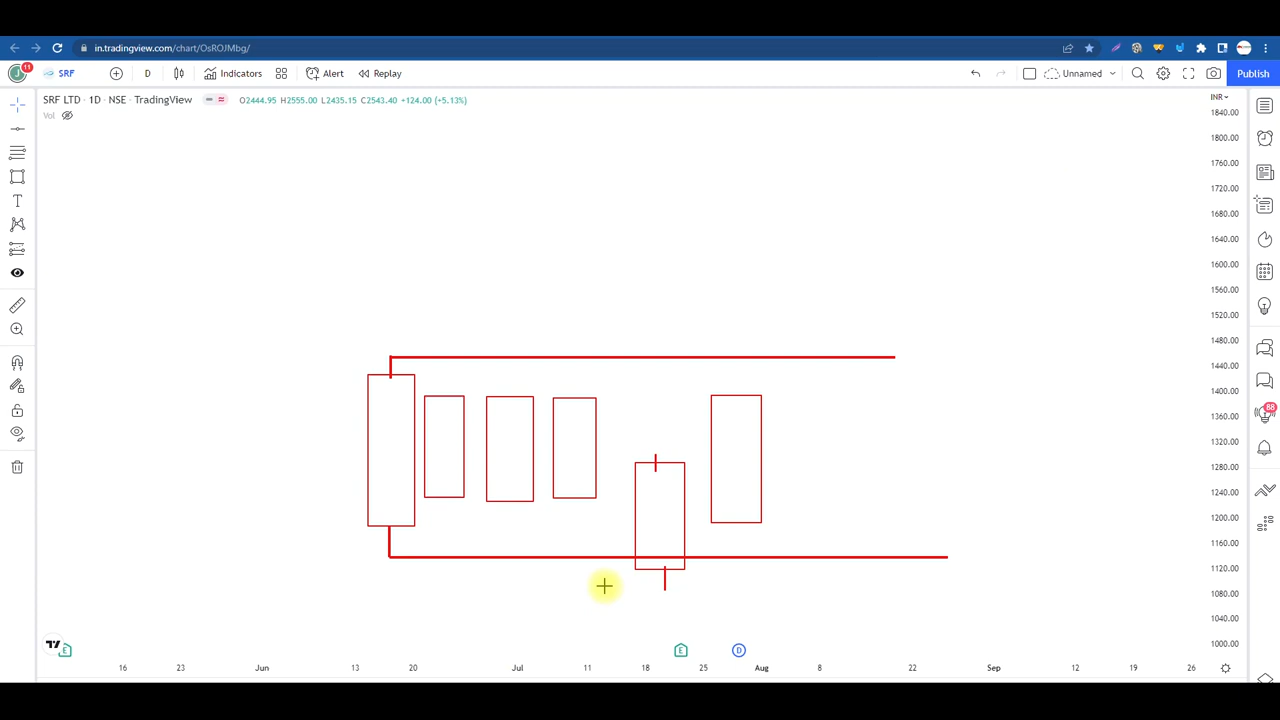 in.tradingview.com/chart/OsROJMbg/
11
SRF
D
Indicators
Alert
Replay
Unnamed
Publish
SRF LTD · 1D · NSE · TradingView
O2444.95 H2555.00 L2435.15 C2543.40 +124.00 (+5.13%)
INR
Vol
1840.00
1800.00
1760.00
1720.00
1680.00
1640.00
1600.00
1560.00
1520.00
1480.00
1440.00
1400.00
1360.00
1320.00
1280.00
1240.00
1200.00
1160.00
1120.00
1080.00
1040.00
1000.00
88
E
E
D
16
23
Jun
13
20
Jul
11
18
25
Aug
8
22
Sep
12
19
26